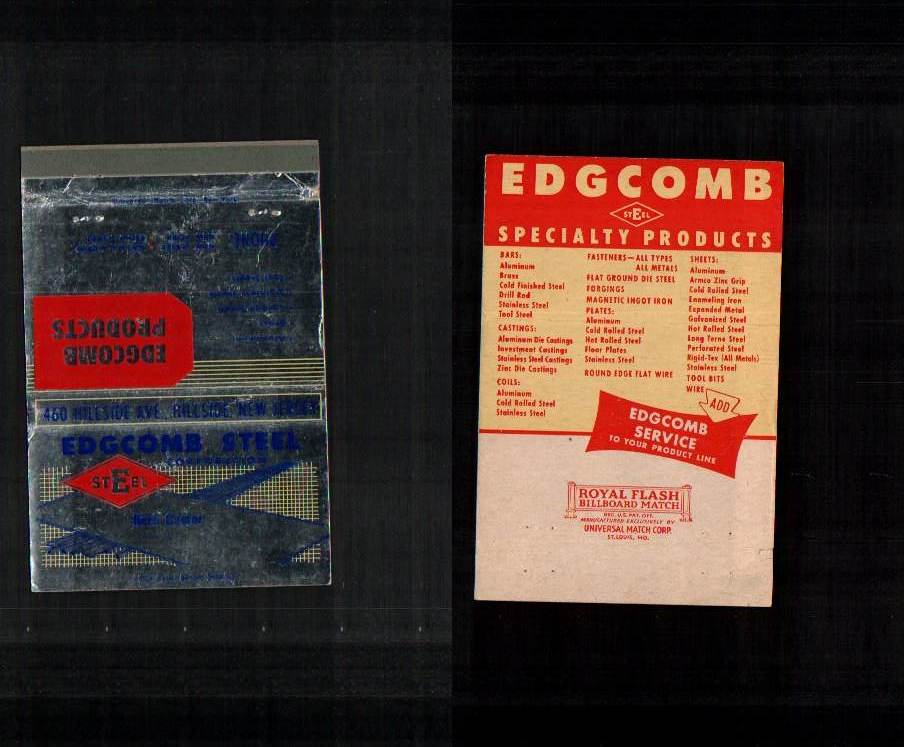 EDGCOMB
PRODUCTS
460 HILLSIDE AVE., HILLSIDE, NEW JERSEY
EDGCOMB STEEL
CORPORATION
STEEL
EDGCOMB
STEEL
SPECIALTY PRODUCTS
BARS:
Aluminum
Brass
Cold Finished Steel
Drill Rod
Stainless Steel
Tool Steel
CASTINGS:
Aluminum Die Castings
Investment Castings
Stainless Steel Castings
Zinc Die Castings
COILS:
Aluminum
Cold Rolled Steel
Stainless Steel
FASTENERS—ALL TYPES
ALL METALS
FLAT GROUND DIE STEEL
FORGINGS
MAGNETIC INGOT IRON
PLATES:
Aluminum
Cold Rolled Steel
Hot Rolled Steel
Floor Plates
Stainless Steel
ROUND EDGE FLAT WIRE
SHEETS:
Aluminum
Armco Zinc Grip
Cold Rolled Steel
Enameling Iron
Expanded Metal
Galvanized Steel
Hot Rolled Steel
Long Terne Steel
Perforated Steel
Rigid-Tex (All Metals)
Stainless Steel
TOOL BITS
WIRE
ADD
EDGCOMB
SERVICE
TO YOUR PRODUCT LINE
ROYAL FLASH
BILLBOARD MATCH
REG. U.S. PAT. OFF.
MANUFACTURED EXCLUSIVELY BY
UNIVERSAL MATCH CORP.
ST. LOUIS, MO.